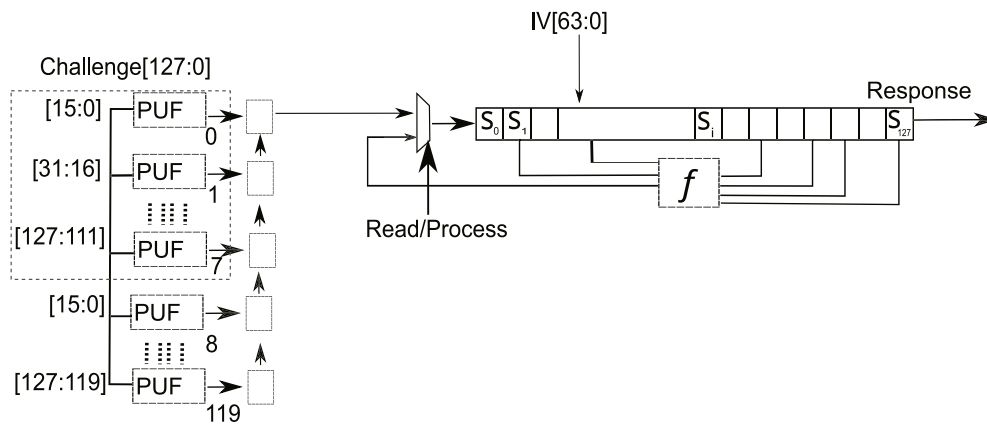 IV[63:0]
Challenge[127:0]
Response
[15:0]
PUF
0
S0 S1 Si S127
[31:16]
PUF
1
f
Read/Process
[127:111]
PUF
7
[15:0]
PUF
8
[127:119]
PUF
119